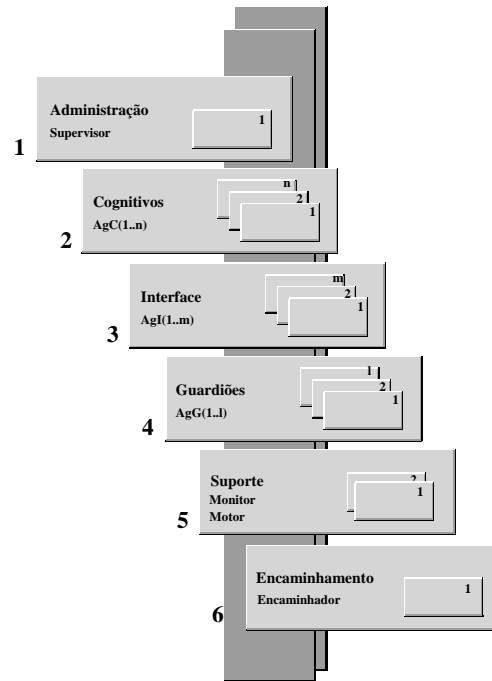 Administração
Supervisor
1
1
Cognitivos
AgC(1..n)
n
2
1
2
Interface
AgI(1..m)
m
2
1
3
Guardiões
AgG(1..l)
l
2
1
4
Suporte
Monitor
Motor
2
1
5
Encaminhamento
Encaminhador
1
6